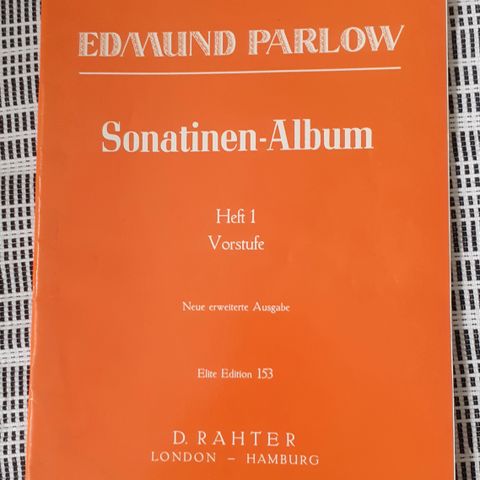 EDMUND PARLOW
Sonatinen-Album
Heft 1
Vorstufe
Neue erweiterte Ausgabe
Elite Edition 153
D. RAHTER
LONDON – HAMBURG